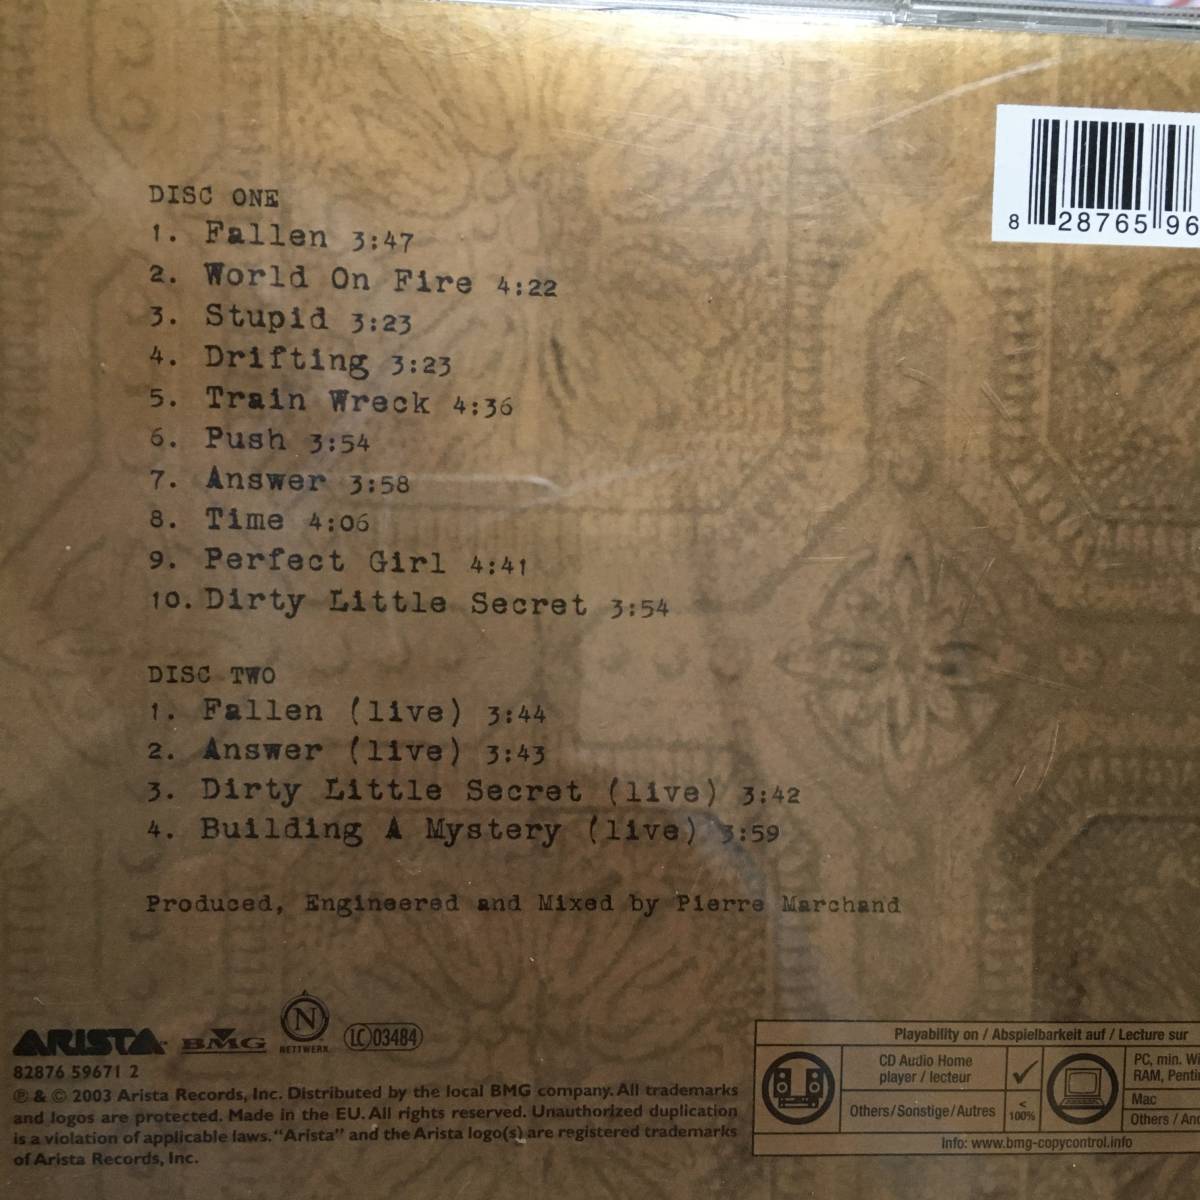 8 28765 96
DISC ONE
1. Fallen 3:47
2. World On Fire 4:22
3. Stupid 3:23
4. Drifting 3:23
5. Train Wreck 4:36
6. Push 3:54
7. Answer 3:58
8. Time 4:06
9. Perfect Girl 4:41
10. Dirty Little Secret 3:54
DISC TWO
1. Fallen (live) 3:44
2. Answer (live) 3:43
3. Dirty Little Secret (live) 3:42
4. Building A Mystery (live) 3:59
Produced, Engineered and Mixed by Pierre Marchand
ARISTA BMG N NETTWERK LC 03484
82876 59671 2
℗ & © 2003 Arista Records, Inc. Distributed by the local BMG company. All trademarks
and logos are protected. Made in the EU. All rights reserved. Unauthorized duplication
is a violation of applicable laws. "Arista" and the Arista logo(s) are registered trademarks
of Arista Records, Inc.
Playability on / Abspielbarkeit auf / Lecture sur
CD Audio Home
player / lecteur
✓
Others/Sonstige/Autres
<
100%
PC, min. Wi
RAM, Penti
Mac
Others / And
Info: www.bmg-copycontrol.info